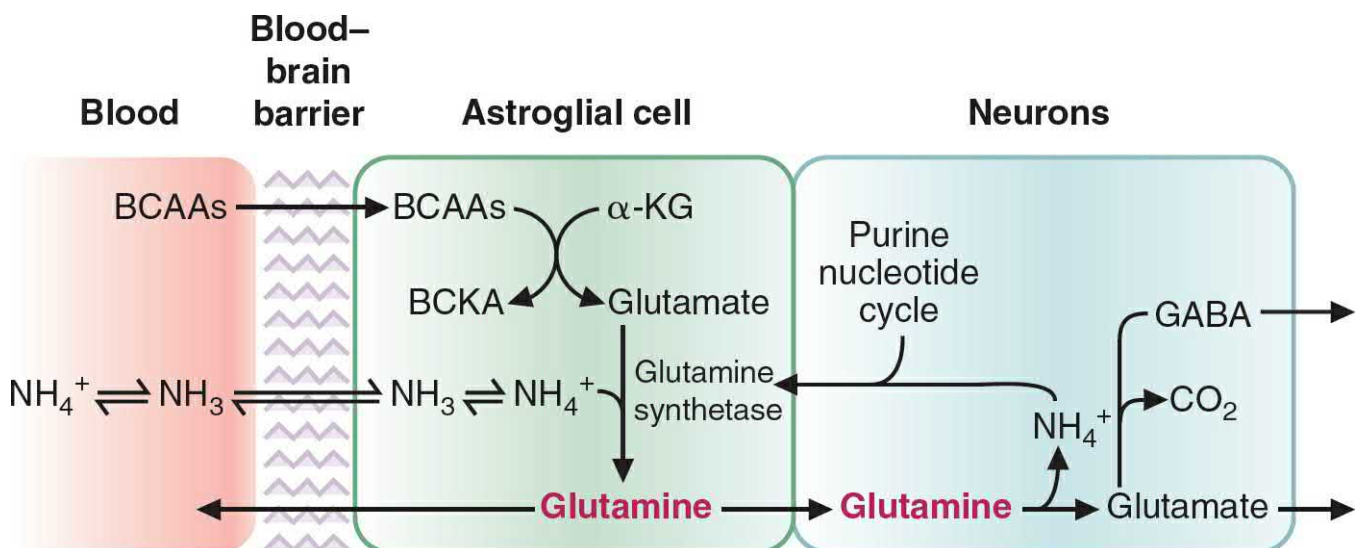 Blood–
brain
barrier
Blood
Astroglial cell
Neurons
BCAAs
BCAAs
α-KG
BCKA
Glutamate
Purine
nucleotide
cycle
GABA
NH₄⁺
NH₃
NH₃
NH₄⁺
Glutamine
synthetase
NH₄⁺
CO₂
Glutamine
Glutamine
Glutamate